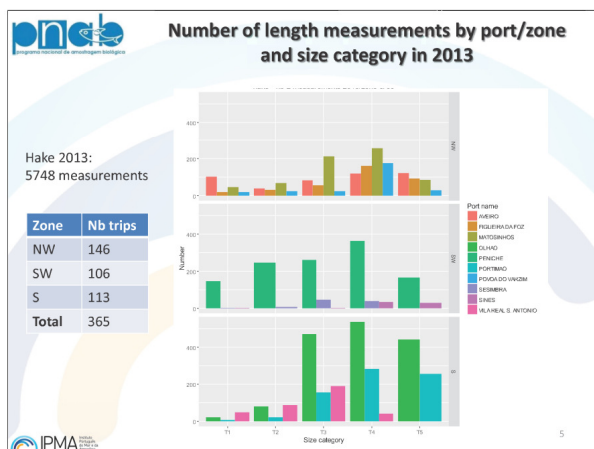 pnab
programa nacional de amostragem biológica
Number of length measurements by port/zone
and size category in 2013
Hake 2013:
5748 measurements
Zone Nb trips
NW 146
SW 106
S 113
Total 365
Number
400
200
0
NW
400
200
0
SW
400
200
0
S
T1 T2 T3 T4 T5
Size category
Port name
AVEIRO
FIGUEIRA DA FOZ
MATOSINHOS
OLHAO
PENICHE
PORTIMAO
POVOA DO VARZIM
SESIMBRA
SINES
VILA REAL S. ANTONIO
IPMA
5